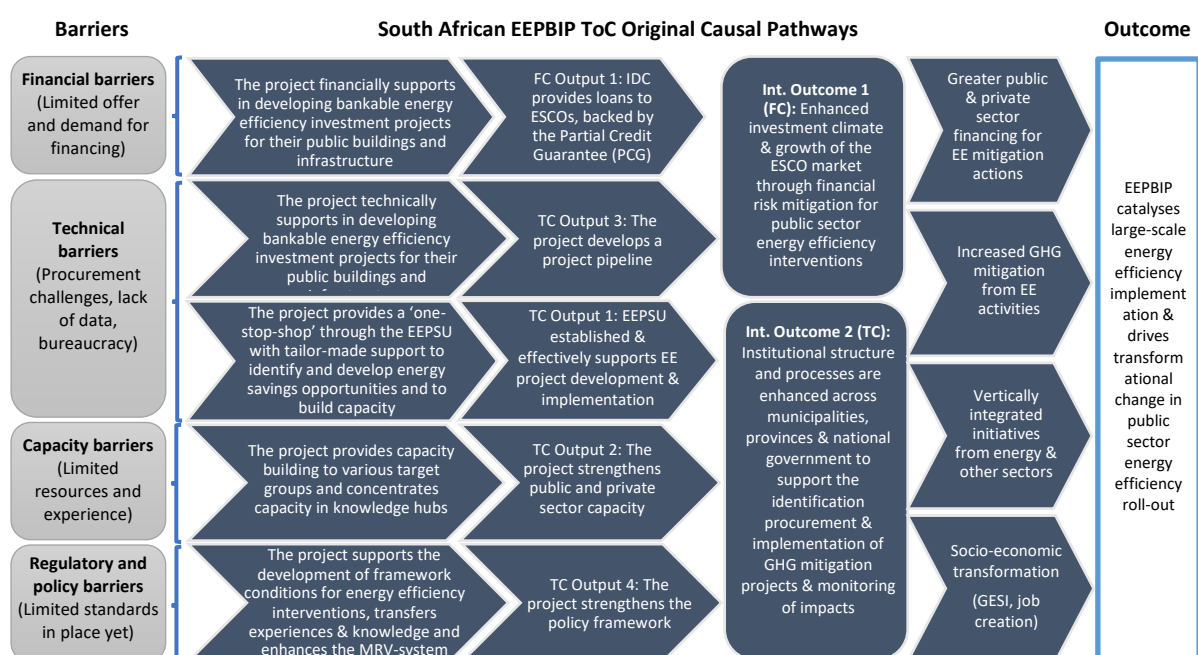 Barriers
South African EEPBIP ToC Original Causal Pathways
Outcome
Financial barriers
(Limited offer
and demand for
financing)
The project financially supports
in developing bankable energy
efficiency investment projects
for their public buildings and
infrastructure
FC Output 1: IDC
provides loans to
ESCOs, backed by
the Partial Credit
Guarantee (PCG)
Int. Outcome 1
(FC): Enhanced
investment climate
& growth of the
ESCO market
through financial
risk mitigation for
public sector
energy efficiency
interventions
Greater public
& private
sector
financing for
EE mitigation
actions
Technical
barriers
(Procurement
challenges, lack
of data,
bureaucracy)
The project technically
supports in developing
bankable energy efficiency
investment projects for their
public buildings and
TC Output 3: The
project develops a
project pipeline
Increased GHG
mitigation
from EE
activities
The project provides a ‘one-
stop-shop’ through the EEPSU
with tailor-made support to
identify and develop energy
savings opportunities and to
build capacity
TC Output 1: EEPSU
established &
effectively supports EE
project development &
implementation
Int. Outcome 2 (TC):
Institutional structure
and processes are
enhanced across
municipalities,
provinces & national
government to
support the
identification
procurement &
implementation of
GHG mitigation
projects & monitoring
of impacts
Vertically
integrated
initiatives
from energy &
other sectors
Capacity barriers
(Limited
resources and
experience)
The project provides capacity
building to various target
groups and concentrates
capacity in knowledge hubs
TC Output 2: The
project strengthens
public and private
sector capacity
Regulatory and
policy barriers
(Limited standards
in place yet)
The project supports the
development of framework
conditions for energy efficiency
interventions, transfers
experiences & knowledge and
enhances the MRV-system
TC Output 4: The
project strengthens the
policy framework
Socio-economic
transformation
(GESI, job
creation)
EEPBIP
catalyses
large-scale
energy
efficiency
implement
ation &
drives
transform
ational
change in
public
sector
energy
efficiency
roll-out